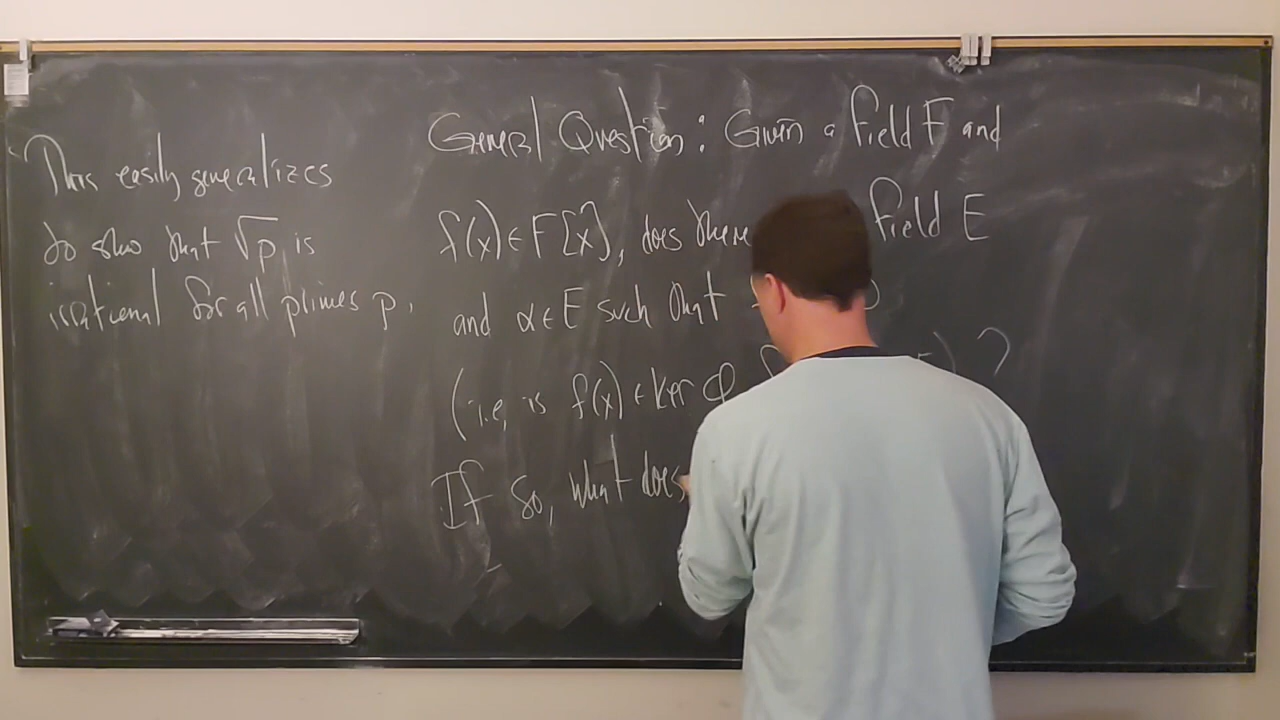 This easily generalizes
to show that √p is
irrational for all primes p.
General Question: Given a field F and
f(x) ∈ F[x], does there field E
and α ∈ E such that
(i.e, is f(x) ∈ ker φ ) ?
If so, what does